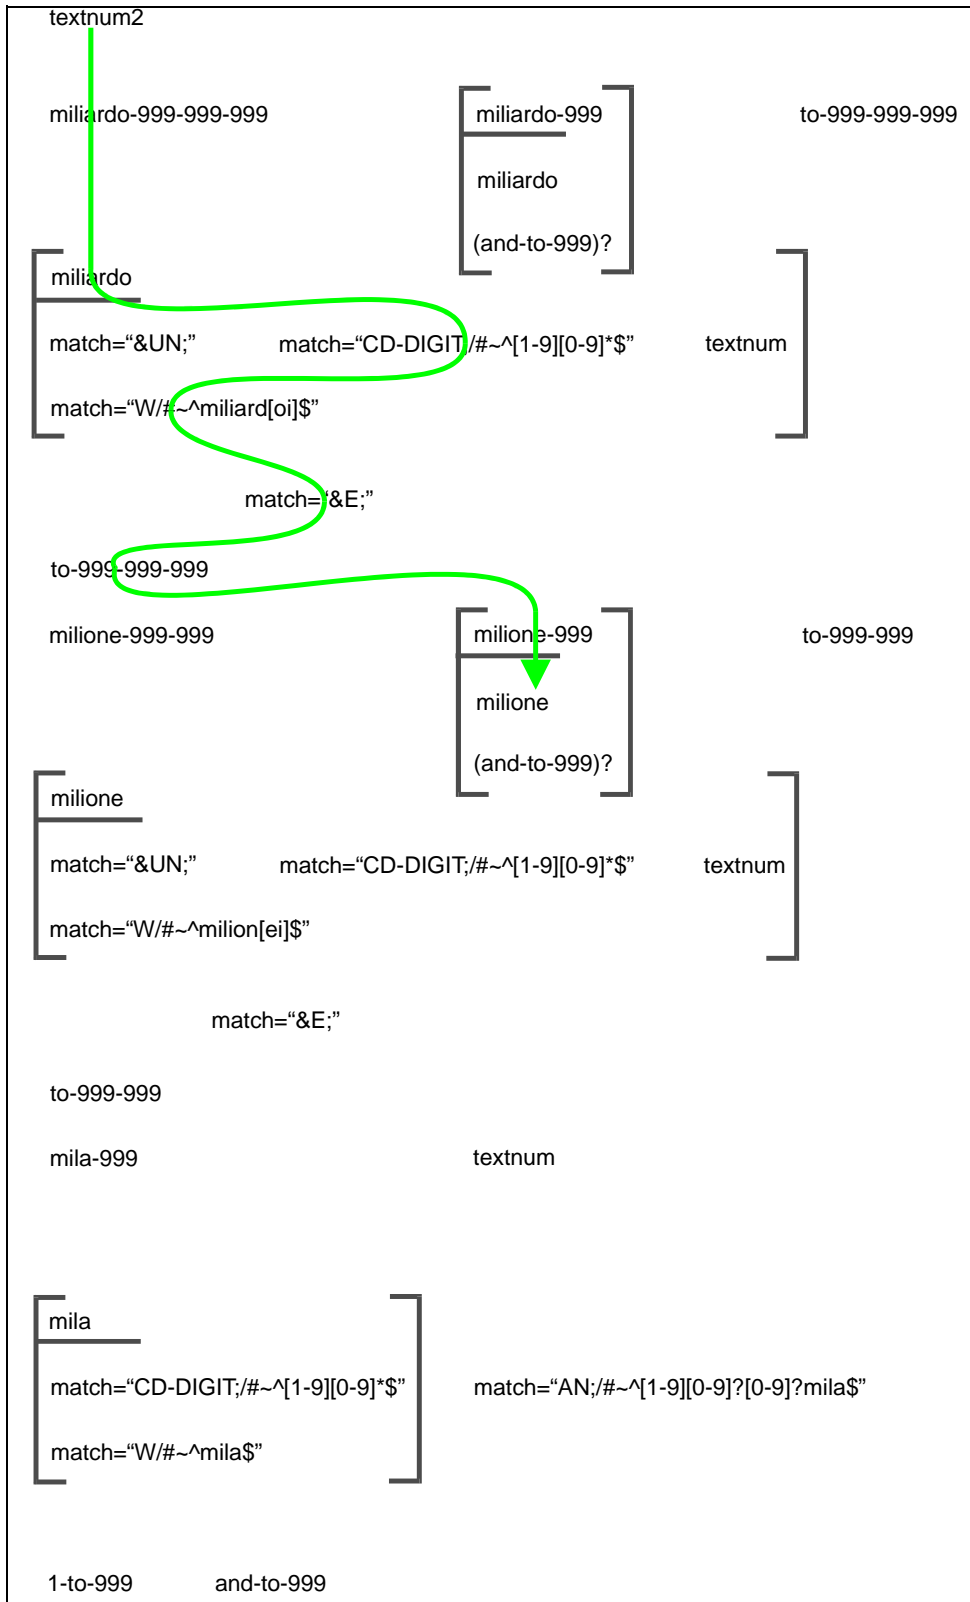 textnum2
miliardo-999-999-999 miliardo-999 to-999-999-999
miliardo
(and-to-999)?
miliardo
match=“&UN;” match=“CD-DIGIT;/#~^[1-9][0-9]*$” textnum
match=“W/#~^miliard[oi]$”
match=“&E;”
to-999-999-999
milione-999-999 milione-999 to-999-999
milione
(and-to-999)?
milione
match=“&UN;” match=“CD-DIGIT;/#~^[1-9][0-9]*$” textnum
match=“W/#~^milion[ei]$”
match=“&E;”
to-999-999
mila-999 textnum
mila
match=“CD-DIGIT;/#~^[1-9][0-9]*$” match=“AN;/#~^[1-9][0-9]?[0-9]?mila$”
match=“W/#~^mila$”
1-to-999 and-to-999